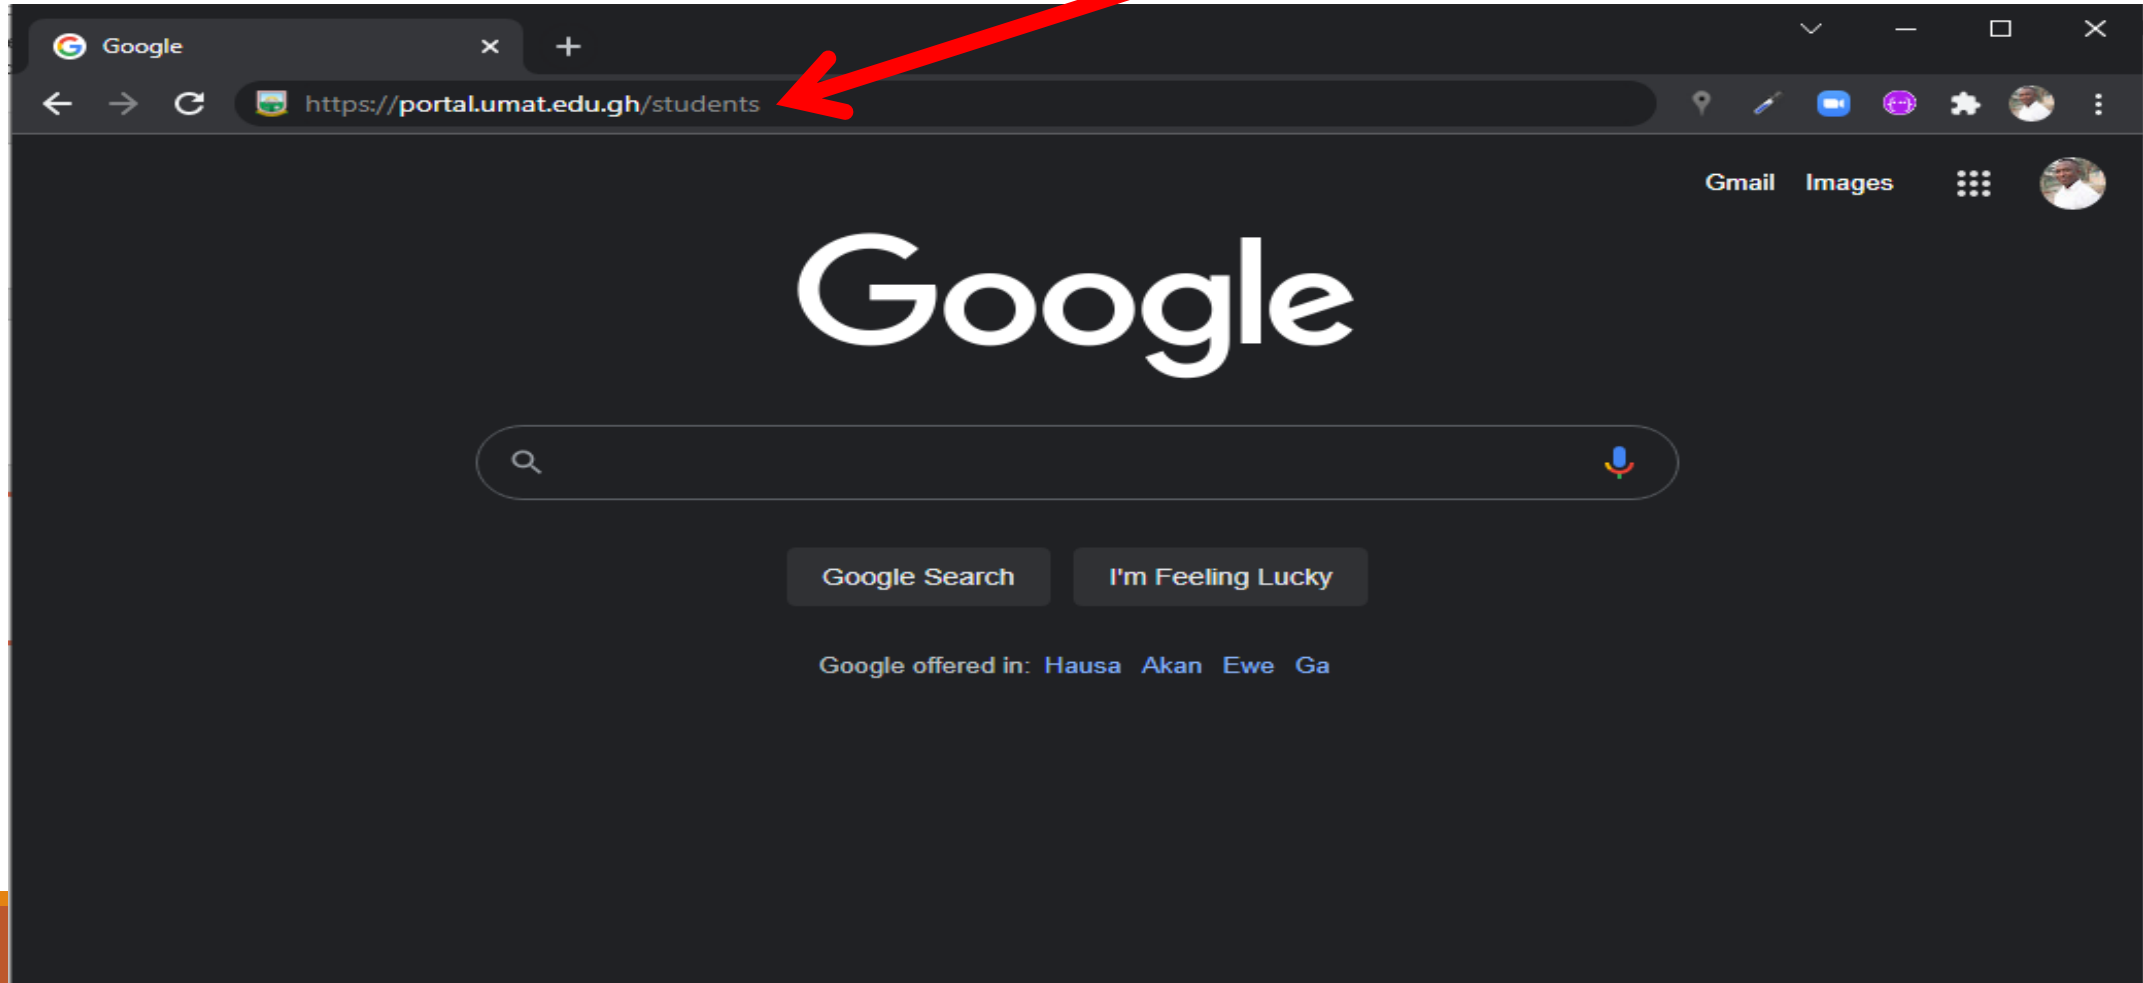 Google
https://portal.umat.edu.gh/students
Gmail Images
Google
Google Search I'm Feeling Lucky
Google offered in: Hausa Akan Ewe Ga